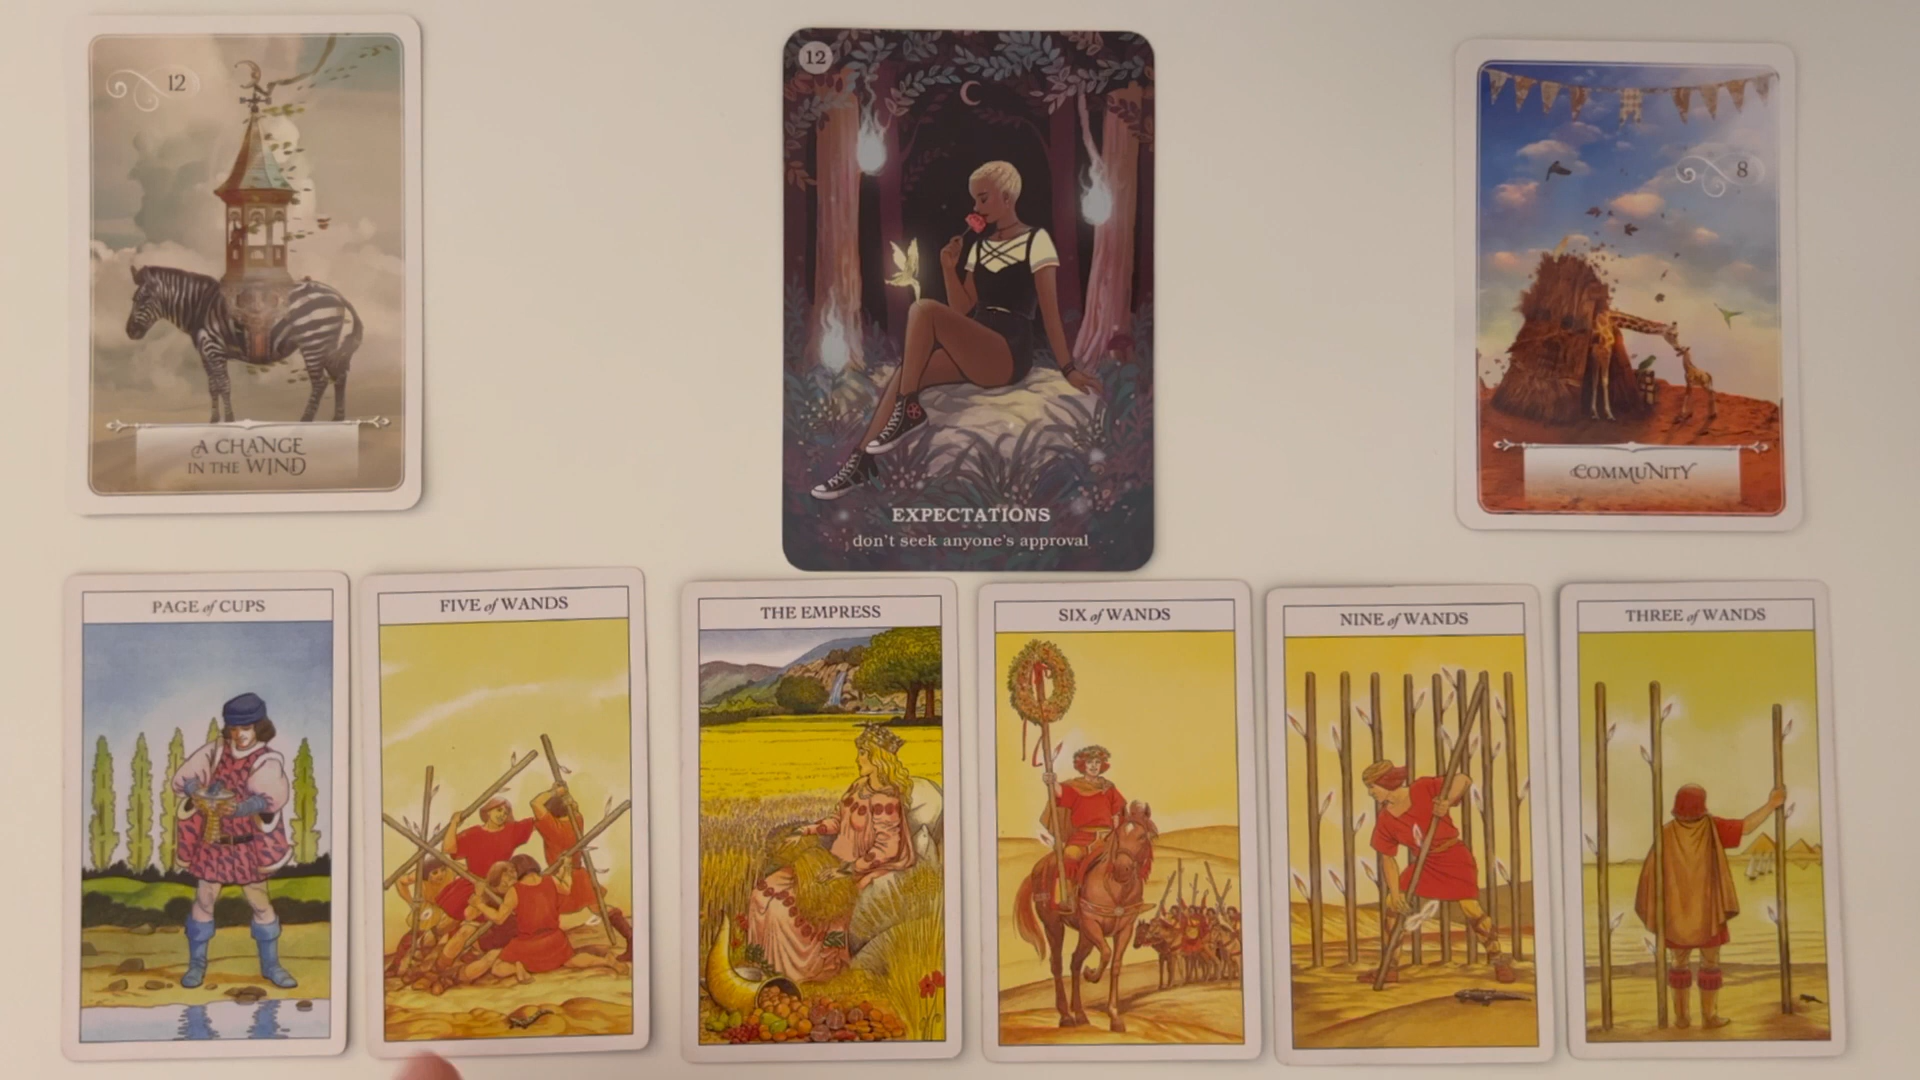 12
A CHANGE
IN THE WIND
12
EXPECTATIONS
don't seek anyone's approval
8
COMMUNITY
PAGE of CUPS
FIVE of WANDS
THE EMPRESS
SIX of WANDS
NINE of WANDS
THREE of WANDS